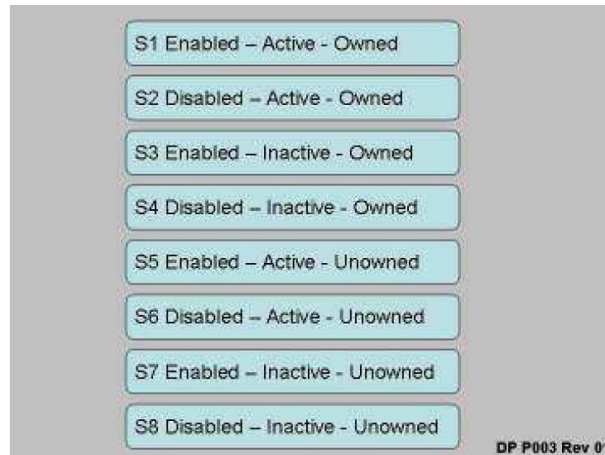 S1 Enabled – Active - Owned
S2 Disabled – Active - Owned
S3 Enabled – Inactive - Owned
S4 Disabled – Inactive - Owned
S5 Enabled – Active - Unowned
S6 Disabled – Active - Unowned
S7 Enabled – Inactive - Unowned
S8 Disabled – Inactive - Unowned
DP P003 Rev 0